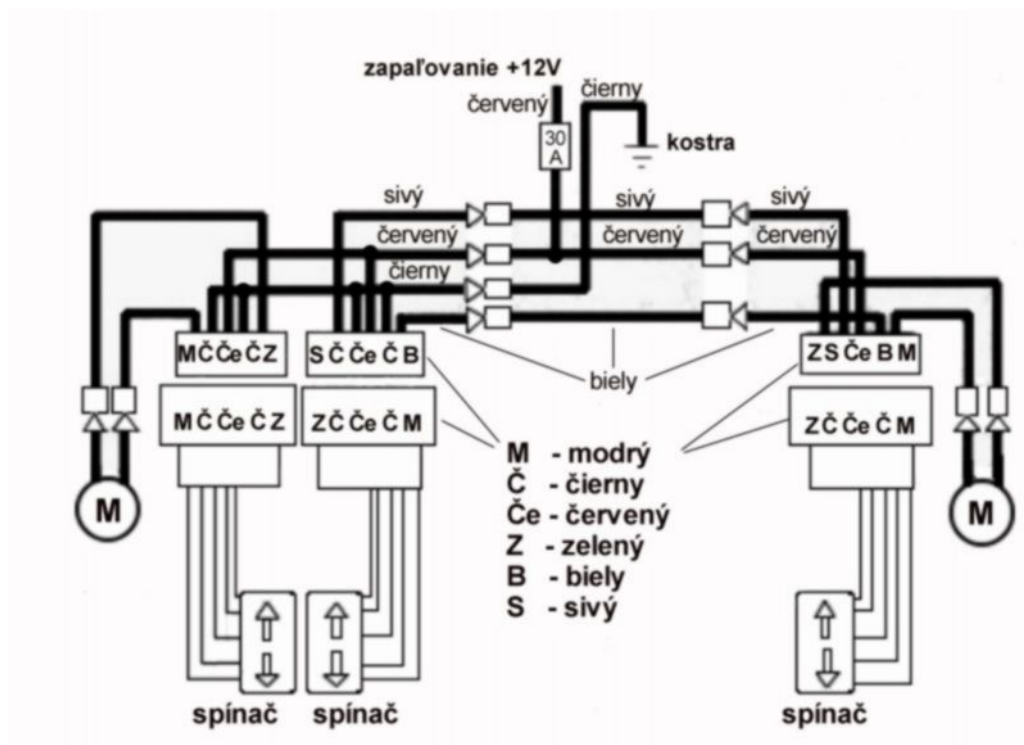 zapaľovanie +12V
červený
čierny
30
A
kostra
sivý
sivý
sivý
červený
červený
červený
čierny
M Č Če Č Z
S Č Če Č B
Z S Če B M
biely
M Č Če Č Z
Z Č Če Č M
Z Č Če Č M
M - modrý
Č - čierny
Če - červený
Z - zelený
B - biely
S - sivý
M
M
spínač
spínač
spínač